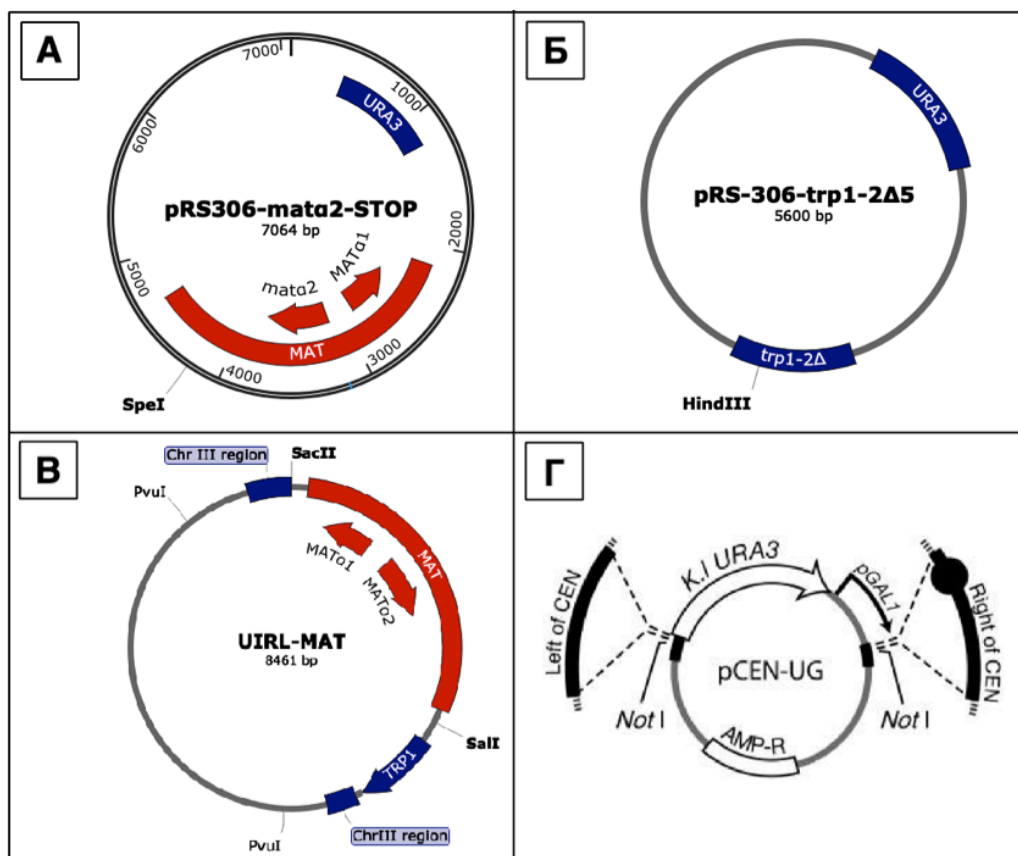 А
7000
1000
URA3
6000
pRS306-matα2-STOP
7064 bp
2000
MATα1
matα2
5000
MAT
3000
4000
SpeI
Б
URA3
pRS-306-trp1-2Δ5
5600 bp
trp1-2Δ
HindIII
В
Chr III region
SacII
PvuI
MATα1
MAT
MATα2
UIRL-MAT
8461 bp
SalI
TRP1
PvuI
ChrIII region
Г
K.l URA3
pGAL1
Left of CEN
Right of CEN
pCEN-UG
Not I
Not I
AMP-R